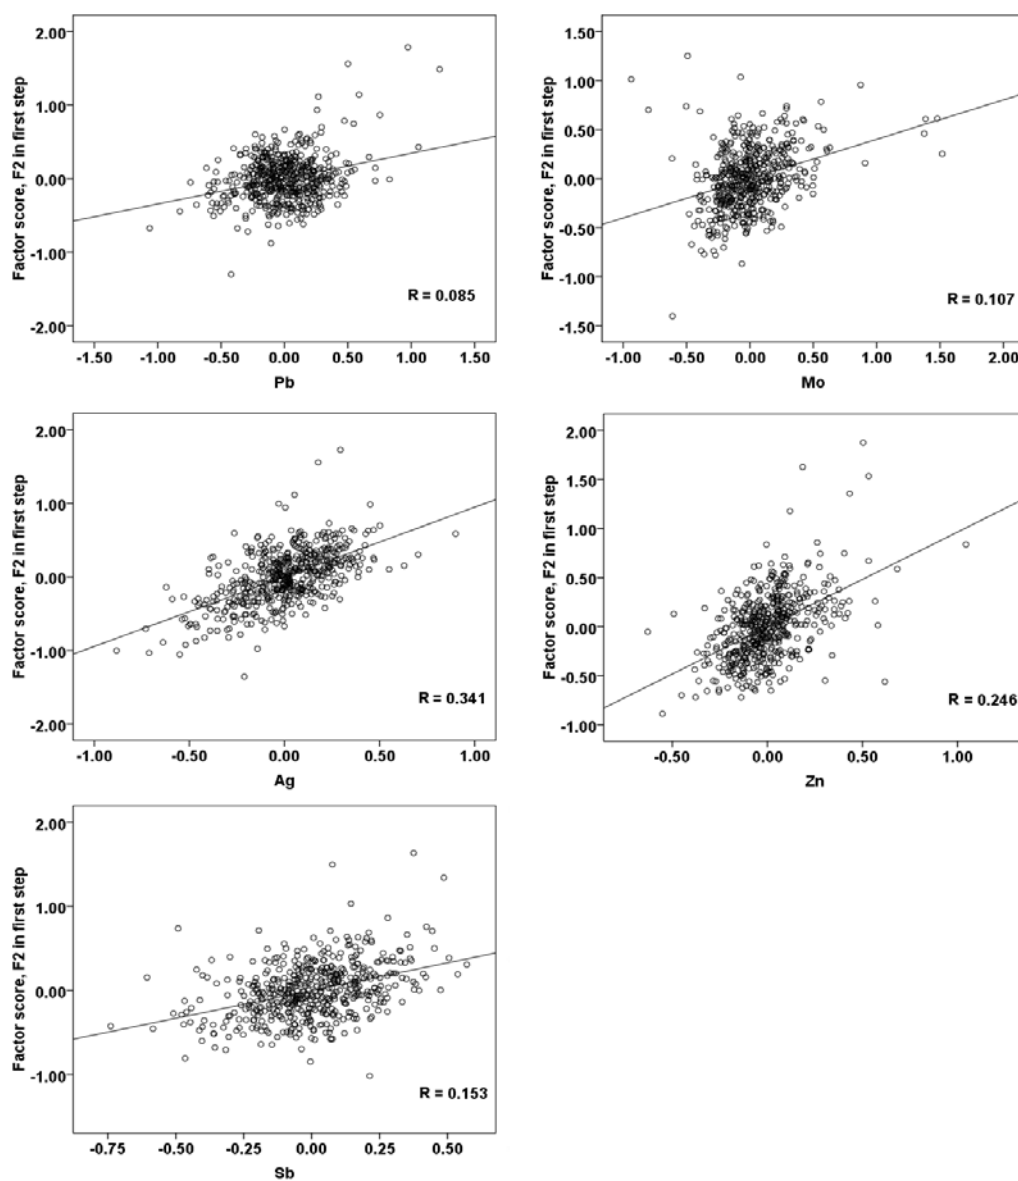 Factor score, F2 in first step
2.00
1.00
0.00
-1.00
-2.00
R = 0.085
-1.50 -1.00 -0.50 0.00 0.50 1.00 1.50
Pb
Factor score, F2 in first step
1.50
1.00
0.50
0.00
-0.50
-1.00
-1.50
R = 0.107
-1.00 -0.50 0.00 0.50 1.00 1.50 2.00
Mo
Factor score, F2 in first step
2.00
1.00
0.00
-1.00
-2.00
R = 0.341
-1.00 -0.50 0.00 0.50 1.00
Ag
Factor score, F2 in first step
2.00
1.50
1.00
0.50
0.00
-0.50
-1.00
R = 0.246
-0.50 0.00 0.50 1.00
Zn
Factor score, F2 in first step
2.00
1.00
0.00
-1.00
R = 0.153
-0.75 -0.50 -0.25 0.00 0.25 0.50
Sb